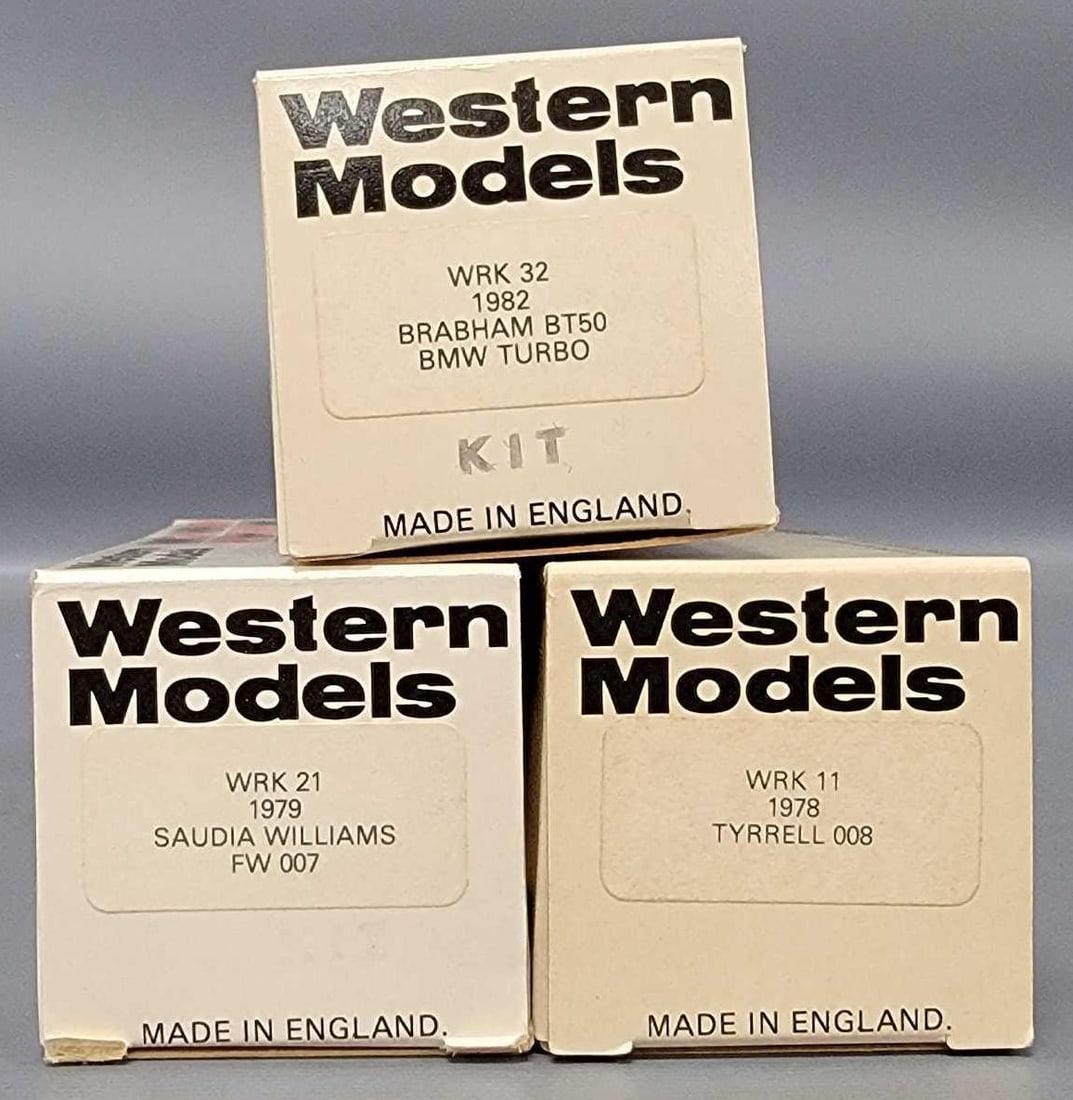 Western
Models
WRK 32
1982
BRABHAM BT50
BMW TURBO
KIT
MADE IN ENGLAND.
Western
Models
WRK 21
1979
SAUDIA WILLIAMS
FW 007
MADE IN ENGLAND.
Western
Models
WRK 11
1978
TYRRELL 008
MADE IN ENGLAND.